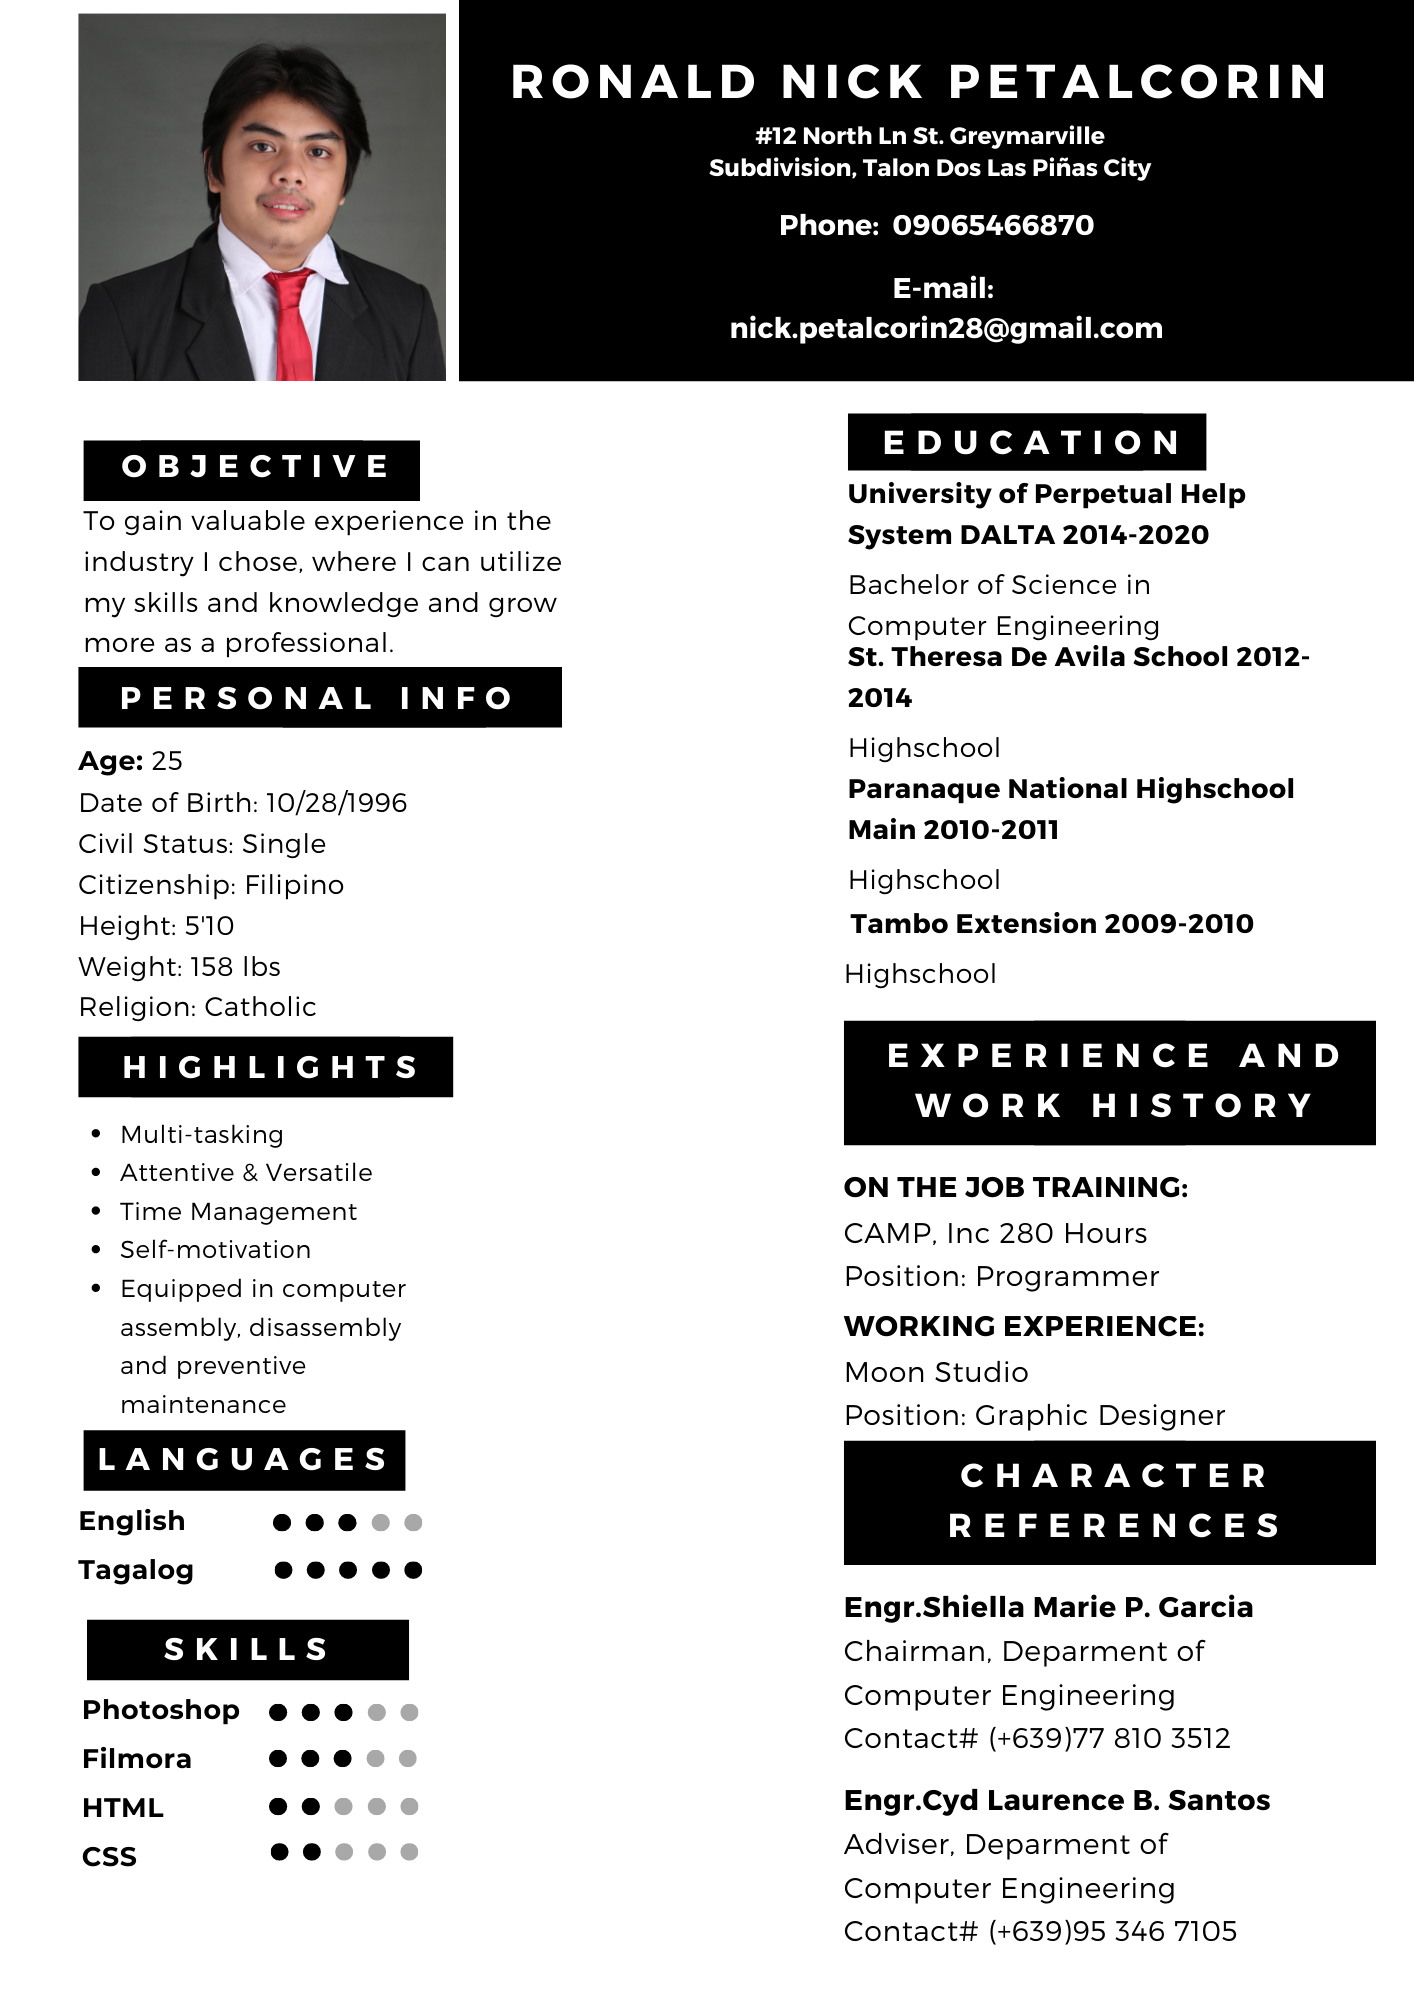 RONALD NICK PETALCORIN
#12 North Ln St. Greymarville
Subdivision, Talon Dos Las Piñas City
Phone: 09065466870
E-mail:
nick.petalcorin28@gmail.com
OBJECTIVE
To gain valuable experience in the
industry I chose, where I can utilize
my skills and knowledge and grow
more as a professional.
PERSONAL INFO
Age: 25
Date of Birth: 10/28/1996
Civil Status: Single
Citizenship: Filipino
Height: 5'10
Weight: 158 lbs
Religion: Catholic
HIGHLIGHTS
• Multi-tasking
• Attentive & Versatile
• Time Management
• Self-motivation
• Equipped in computer
assembly, disassembly
and preventive
maintenance
LANGUAGES
English
Tagalog
SKILLS
Photoshop
Filmora
HTML
CSS
EDUCATION
University of Perpetual Help
System DALTA 2014-2020
Bachelor of Science in
Computer Engineering
St. Theresa De Avila School 2012-
2014
Highschool
Paranaque National Highschool
Main 2010-2011
Highschool
Tambo Extension 2009-2010
Highschool
EXPERIENCE AND
WORK HISTORY
ON THE JOB TRAINING:
CAMP, Inc 280 Hours
Position: Programmer
WORKING EXPERIENCE:
Moon Studio
Position: Graphic Designer
CHARACTER
REFERENCES
Engr.Shiella Marie P. Garcia
Chairman, Deparment of
Computer Engineering
Contact# (+639)77 810 3512
Engr.Cyd Laurence B. Santos
Adviser, Deparment of
Computer Engineering
Contact# (+639)95 346 7105